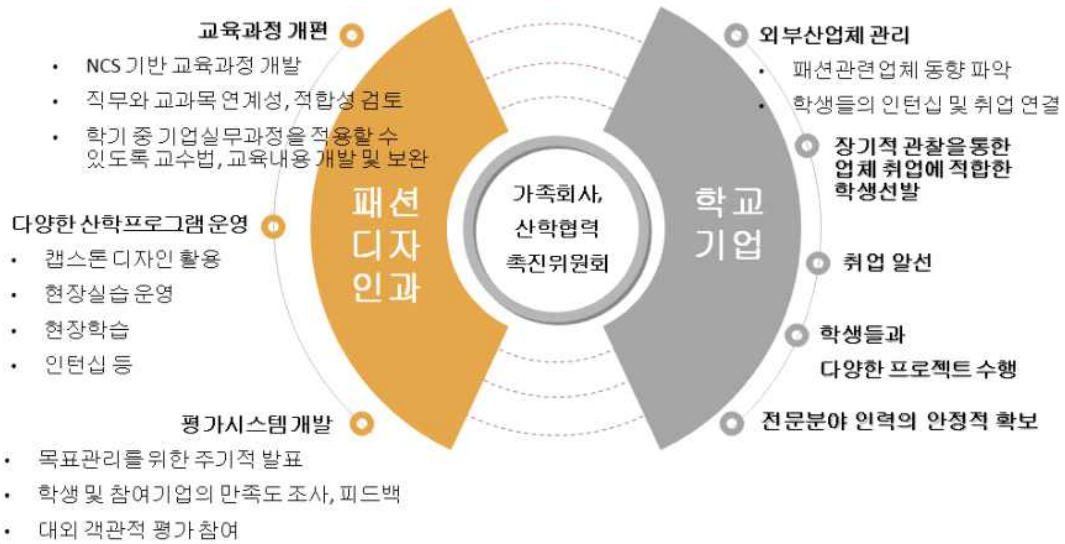 교육과정 개편
• NCS 기반 교육과정 개발
• 직무와 교과목 연계성, 적합성 검토
• 학기 중 기업실무과정을 적용할 수
있도록 교수법, 교육내용 개발 및 보완
다양한 산학프로그램 운영
• 캡스톤 디자인 활용
• 현장실습 운영
• 현장학습
• 인턴십 등
평가시스템 개발
• 목표관리를 위한 주기적 발표
• 학생 및 참여기업의 만족도 조사, 피드백
• 대외 객관적 평가 참여
패션
디자
인과
가족회사,
산학협력
촉진위원회
학교
기업
외부산업체 관리
• 패션관련업체 동향 파악
• 학생들의 인턴십 및 취업 연결
장기적 관찰을 통한
업체 취업에 적합한
학생선발
취업 알선
학생들과
다양한 프로젝트 수행
전문분야 인력의 안정적 확보